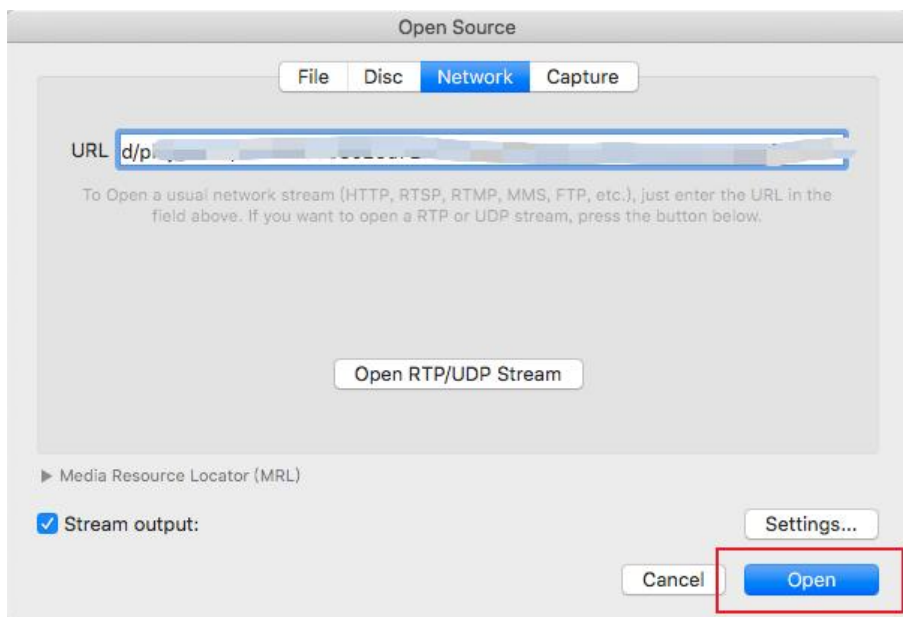 Open Source
File Disc Network Capture
URL d/p
To Open a usual network stream (HTTP, RTSP, RTMP, MMS, FTP, etc.), just enter the URL in the
field above. If you want to open a RTP or UDP stream, press the button below.
Open RTP/UDP Stream
Media Resource Locator (MRL)
Stream output: Settings...
Cancel Open